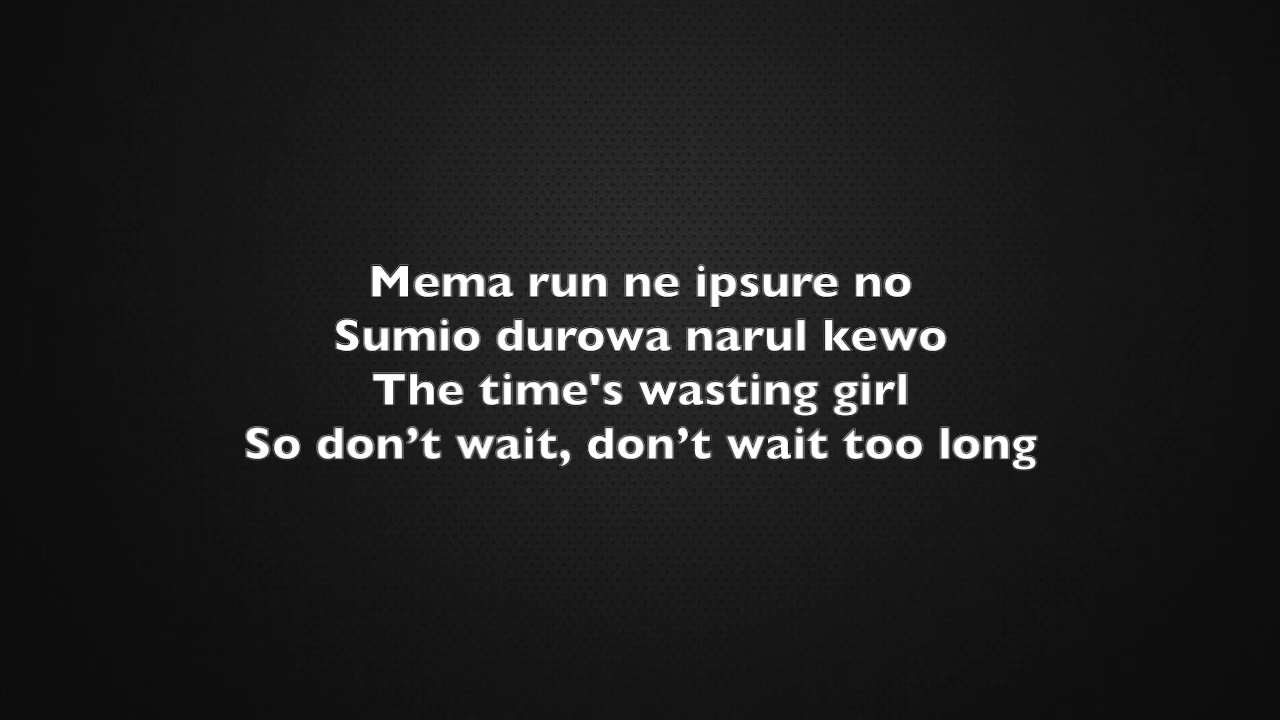 Mema run ne ipsure no
Sumio durowa narul kewo
The time's wasting girl
So don’t wait, don’t wait too long